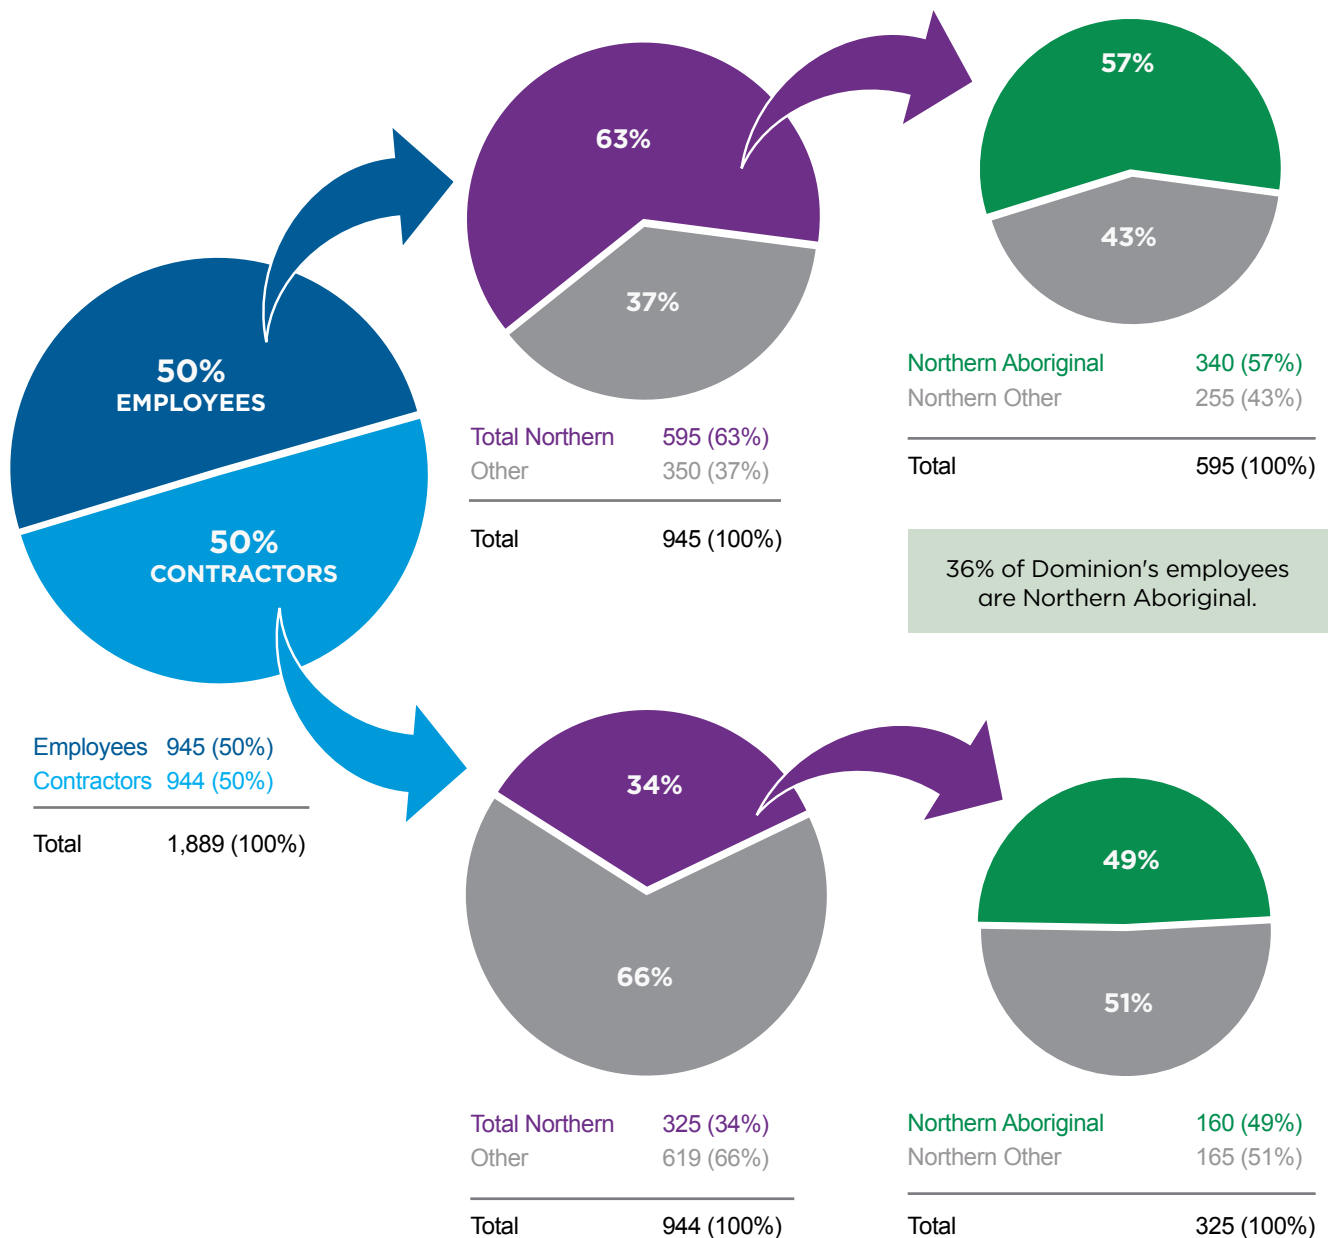 50%
EMPLOYEES
50%
CONTRACTORS
Employees 945 (50%)
Contractors 944 (50%)
Total 1,889 (100%)
63%
37%
Total Northern 595 (63%)
Other 350 (37%)
Total 945 (100%)
57%
43%
Northern Aboriginal 340 (57%)
Northern Other 255 (43%)
Total 595 (100%)
36% of Dominion's employees
are Northern Aboriginal.
34%
66%
Total Northern 325 (34%)
Other 619 (66%)
Total 944 (100%)
49%
51%
Northern Aboriginal 160 (49%)
Northern Other 165 (51%)
Total 325 (100%)